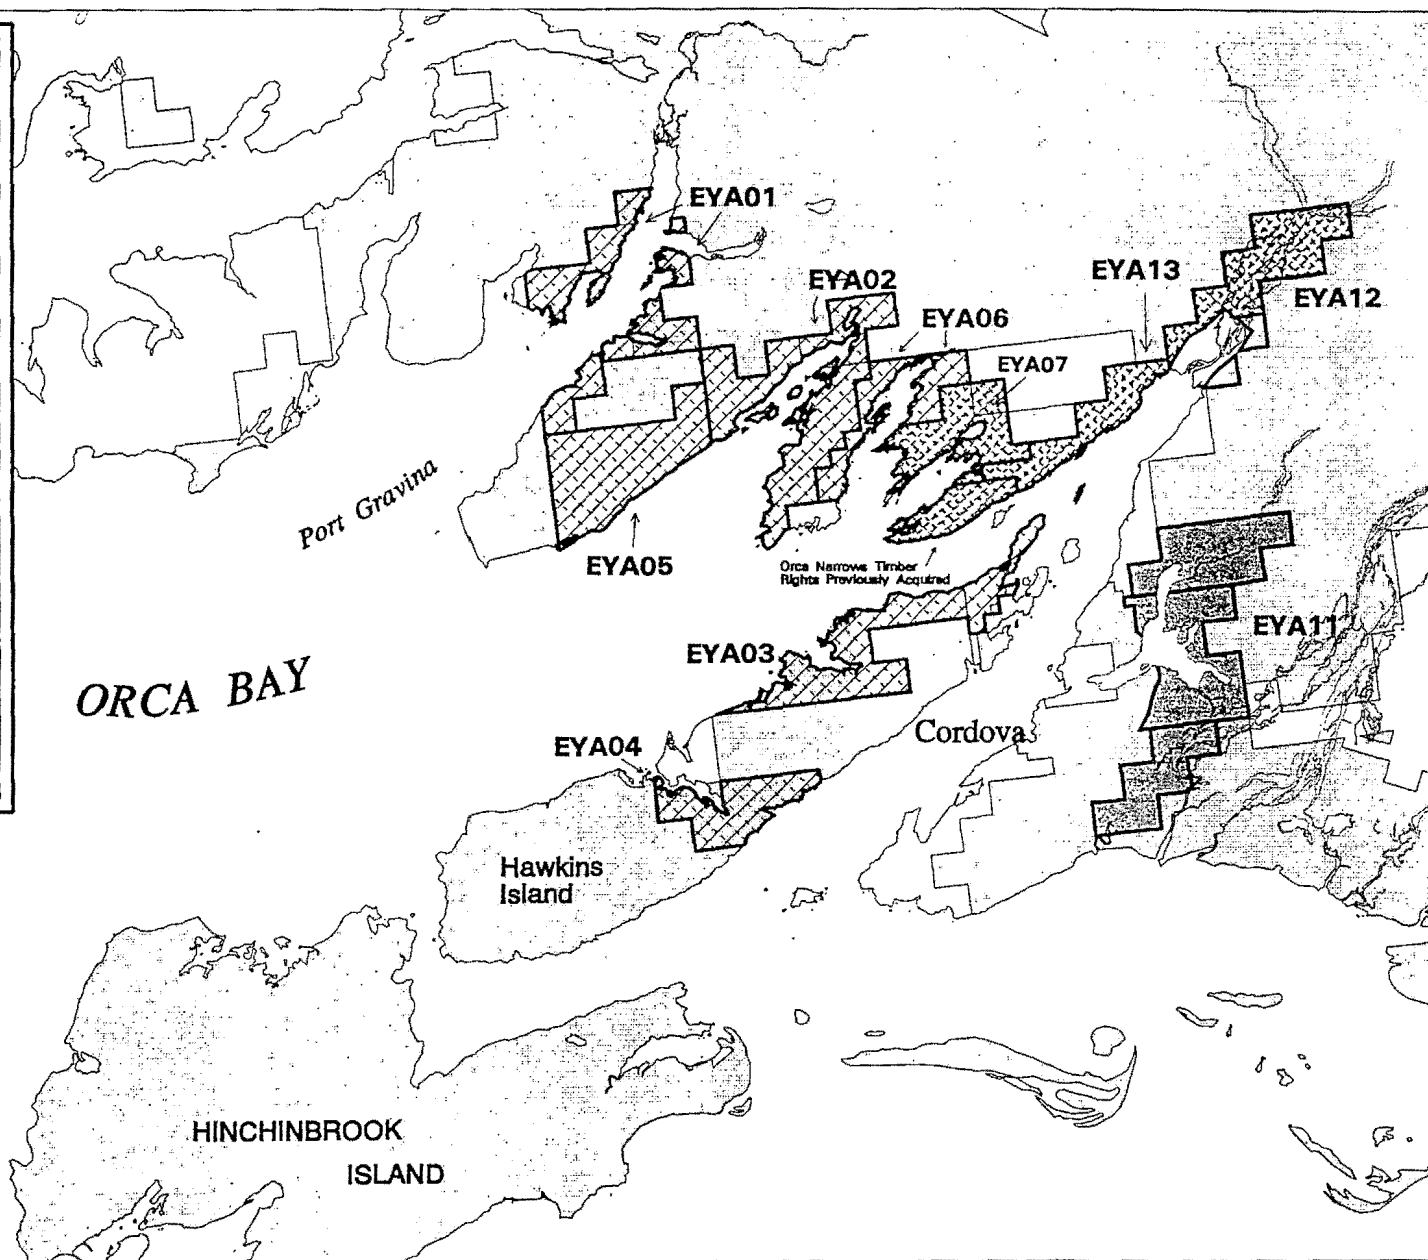 EYA01
EYA02
EYA13
EYA12
EYA06
EYA07
Port Gravina
EYA05
Orca Narrows Timber
Rights Previously Acquired
EYA11
EYA03
ORCA BAY
Cordova
EYA04
Hawkins
Island
HINCHINBROOK
ISLAND